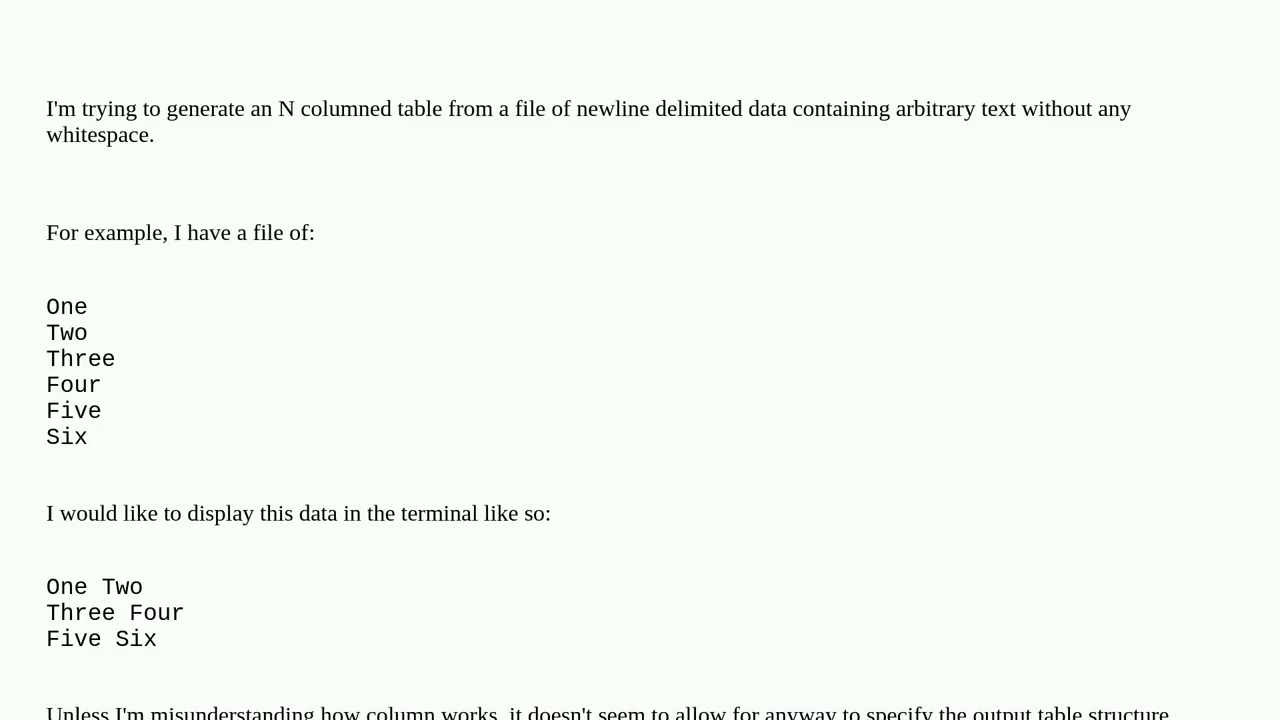 I'm trying to generate an N columned table from a file of newline delimited data containing arbitrary text without any
whitespace.
For example, I have a file of:
One
Two
Three
Four
Five
Six
I would like to display this data in the terminal like so:
One Two
Three Four
Five Six
Unless I'm misunderstanding how column works, it doesn't seem to allow for anyway to specify the output table structure